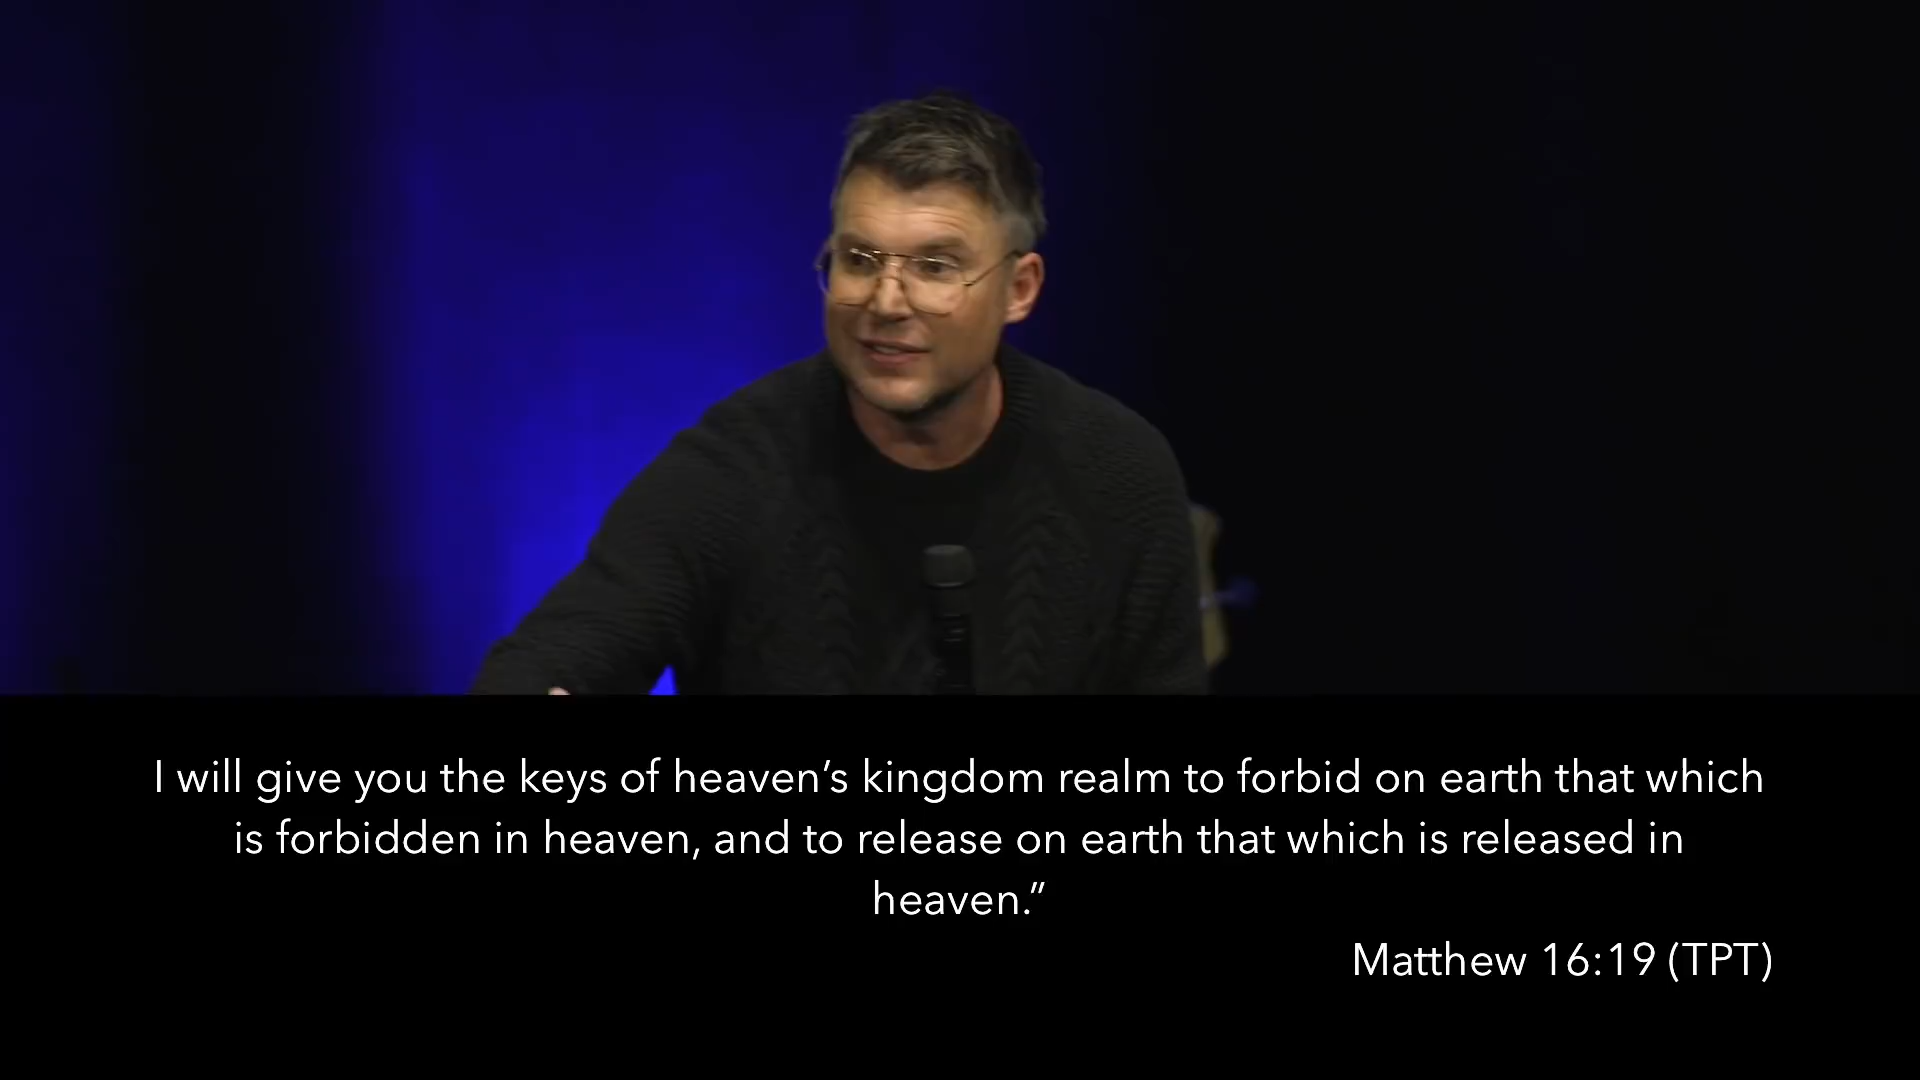 I will give you the keys of heaven’s kingdom realm to forbid on earth that which
is forbidden in heaven, and to release on earth that which is released in
heaven.”
Matthew 16:19 (TPT)